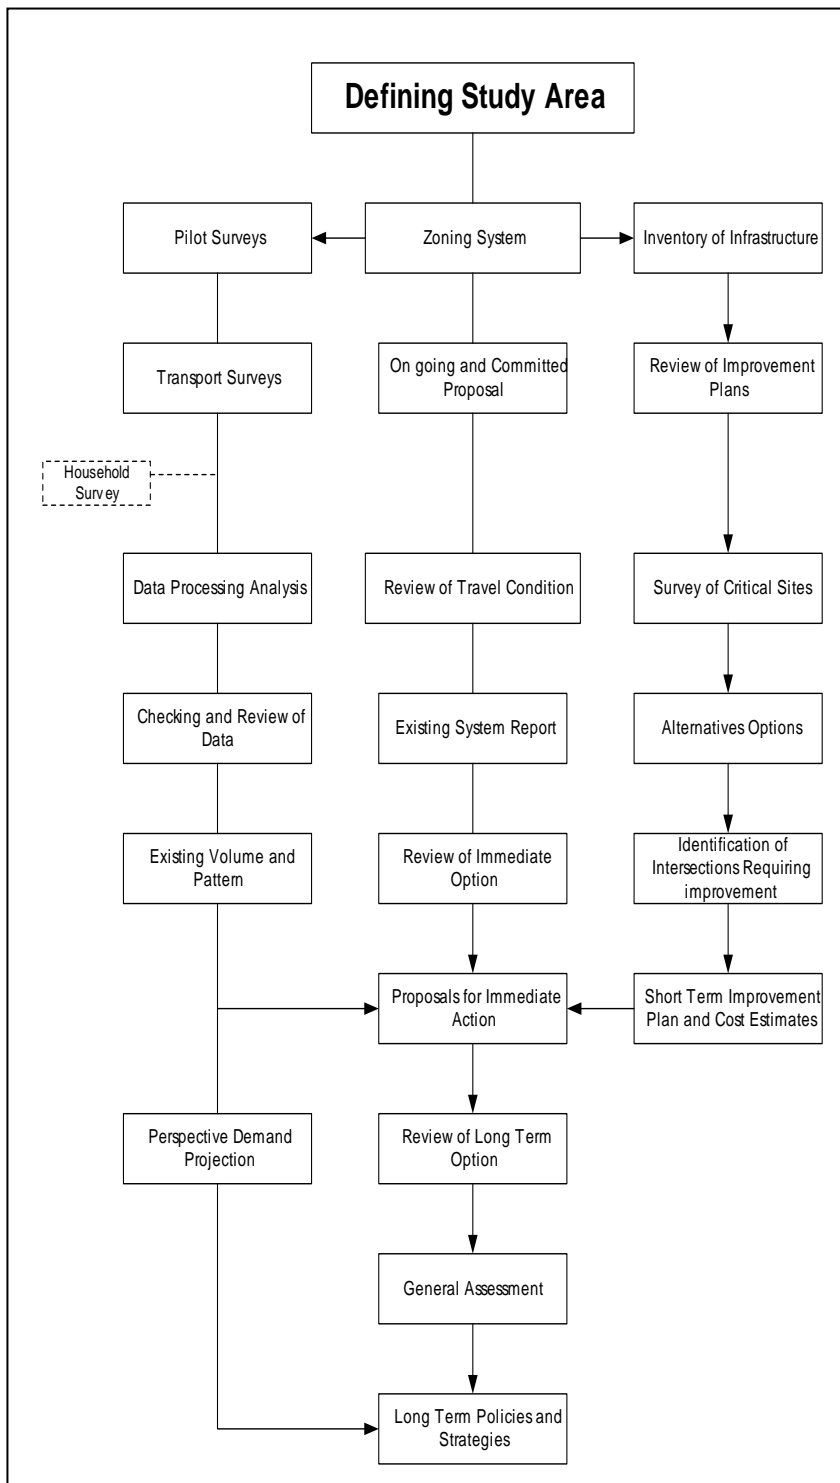 Defining Study Area
Pilot Surveys
Zoning System
Inventory of Infrastructure
Transport Surveys
On going and Committed
Proposal
Review of Improvement
Plans
Household
Survey
Data Processing Analysis
Review of Travel Condition
Survey of Critical Sites
Checking and Review of
Data
Existing System Report
Alternatives Options
Existing Volume and
Pattern
Review of Immediate
Option
Identification of
Intersections Requiring
improvement
Proposals for Immediate
Action
Short Term Improvement
Plan and Cost Estimates
Perspective Demand
Projection
Review of Long Term
Option
General Assessment
Long Term Policies and
Strategies